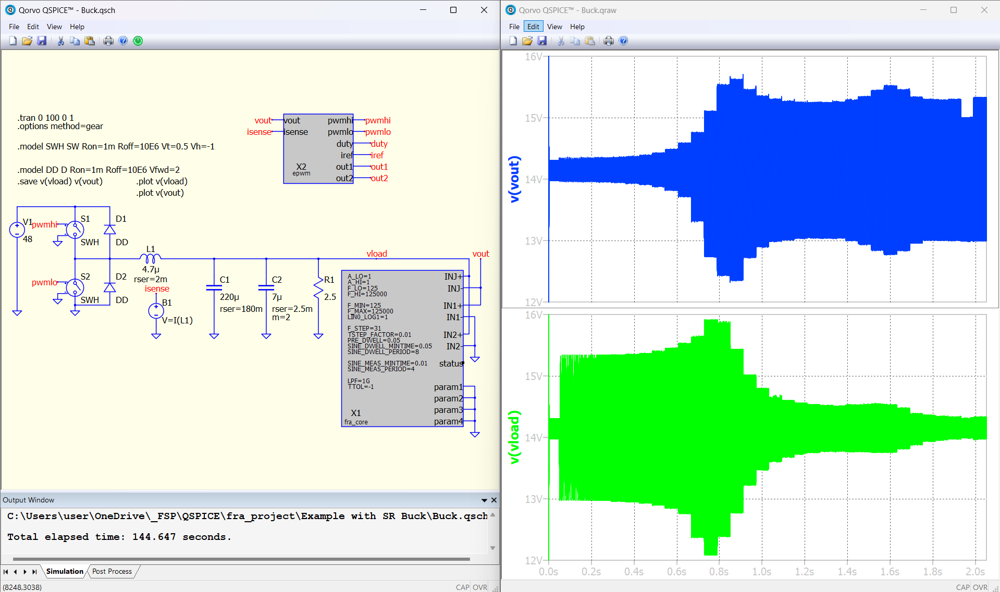 Qorvo QSPICE™ - Buck.qsch
File Edit View Help
.tran 0 100 0 1
.options method=gear
.model SWH SW Ron=1m Roff=10E6 Vt=0.5 Vh=-1
.model DD D Ron=1m Roff=10E6 Vfwd=2
.save v(vload) v(vout) .plot v(vload)
.plot v(vout)
vout vout pwmhi pwmhi
isense isense pwmlo pwmlo
duty duty
iref iref
X2 out1 out1
epwm
out2 out2
V1
48
pwmhi
S1
SWH
D1
DD
pwmlo
S2
SWH
D2
DD
L1
4.7µ
rser=2m
isense
B1
V=I(L1)
C1
220µ
rser=180m
C2
7µ
rser=2.5m
m=2
R1
2.5
vload
vout
A_LO=1
A_HI=1
F_LO=125
F_HI=125000
F_MIN=125
F_MAX=125000
LIN0_LOG1=1
F_STEP=31
TSTEP_FACTOR=0.01
PRE_DWELL=0.05
SINE_DWELL_MINTIME=0.05
SINE_DWELL_PERIOD=8
SINE_MEAS_MINTIME=0.01
SINE_MEAS_PERIOD=4
LPF=1G
TTOL=-1
X1
fra_core
INJ+
INJ-
IN1+
IN1-
IN2+
IN2-
status
param1
param2
param3
param4
Output Window
C:\Users\user\OneDrive\_FSP\QSPICE\fra_project\Example with SR Buck\Buck.qsch
Total elapsed time: 144.647 seconds.
Simulation Post Process
(8248,3038) CAP OVR
Qorvo QSPICE™ - Buck.qraw
File Edit View Help
16V
15V
14V
13V
12V
v(vout)
16V
15V
14V
13V
12V
v(vload)
0.0s 0.2s 0.4s 0.6s 0.8s 1.0s 1.2s 1.4s 1.6s 1.8s 2.0s
CAP OVR